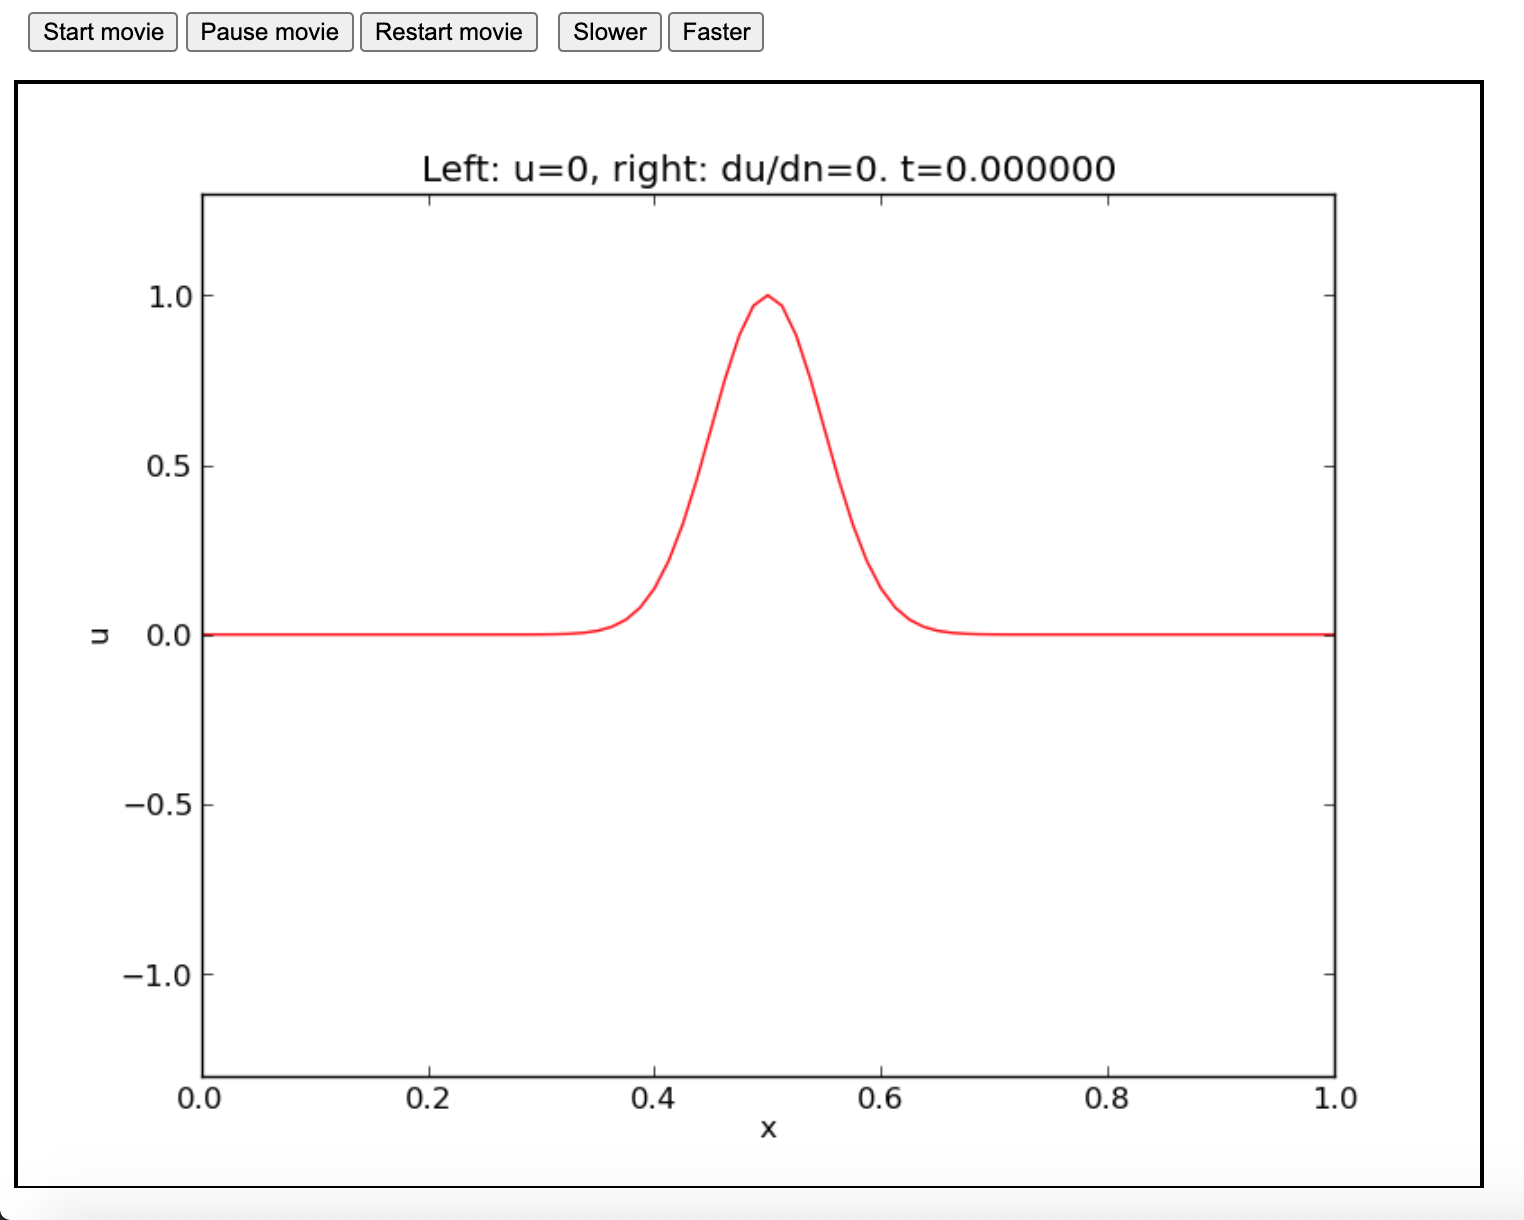 Start movie Pause movie Restart movie Slower Faster
Left: u=0, right: du/dn=0. t=0.000000
1.0
0.5
u 0.0
−0.5
−1.0
0.0 0.2 0.4 0.6 0.8 1.0
x